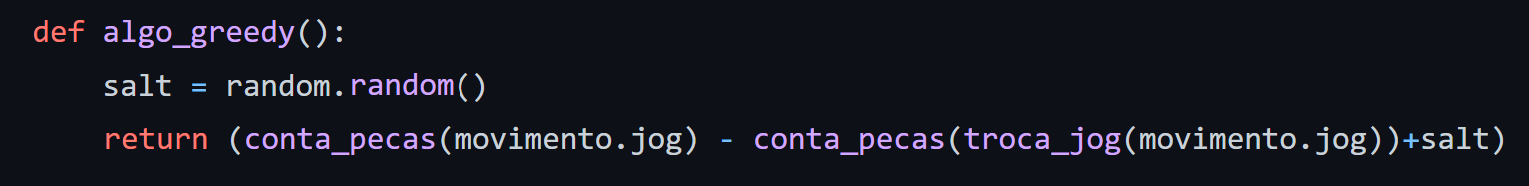 def algo_greedy():
    salt = random.random()
    return (conta_pecas(movimento.jog) - conta_pecas(troca_jog(movimento.jog))+salt)